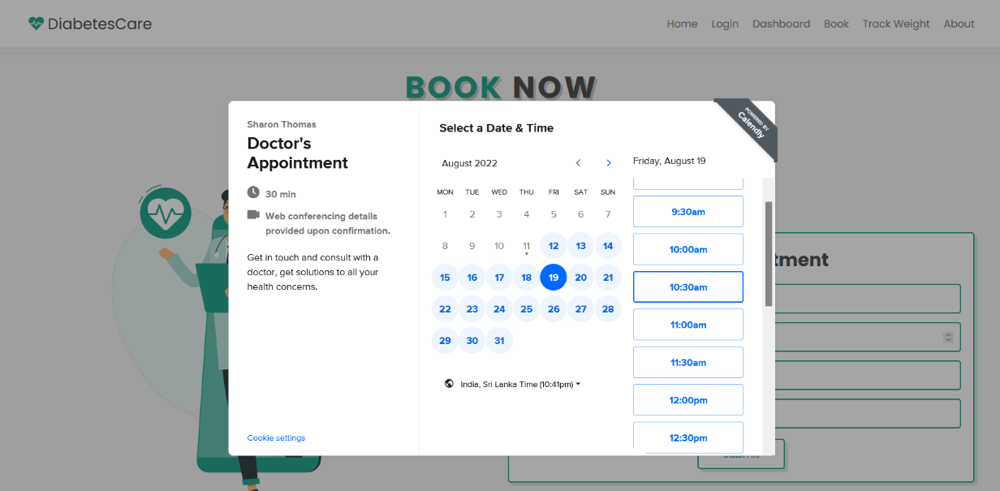 DiabetesCare
Home Login Dashboard Book Track Weight About
BOOK NOW
Sharon Thomas
Doctor's
Appointment
30 min
Web conferencing details
provided upon confirmation.
Get in touch and consult with a
doctor, get solutions to all your
health concerns.
Cookie settings
Select a Date & Time
POWERED BY
Calendly
August 2022
MON TUE WED THU FRI SAT SUN
1 2 3 4 5 6 7
8 9 10 11 12 13 14
15 16 17 18 19 20 21
22 23 24 25 26 27 28
29 30 31
India, Sri Lanka Time (10:41pm)
Friday, August 19
9:30am
10:00am
10:30am
11:00am
11:30am
12:00pm
12:30pm
tment